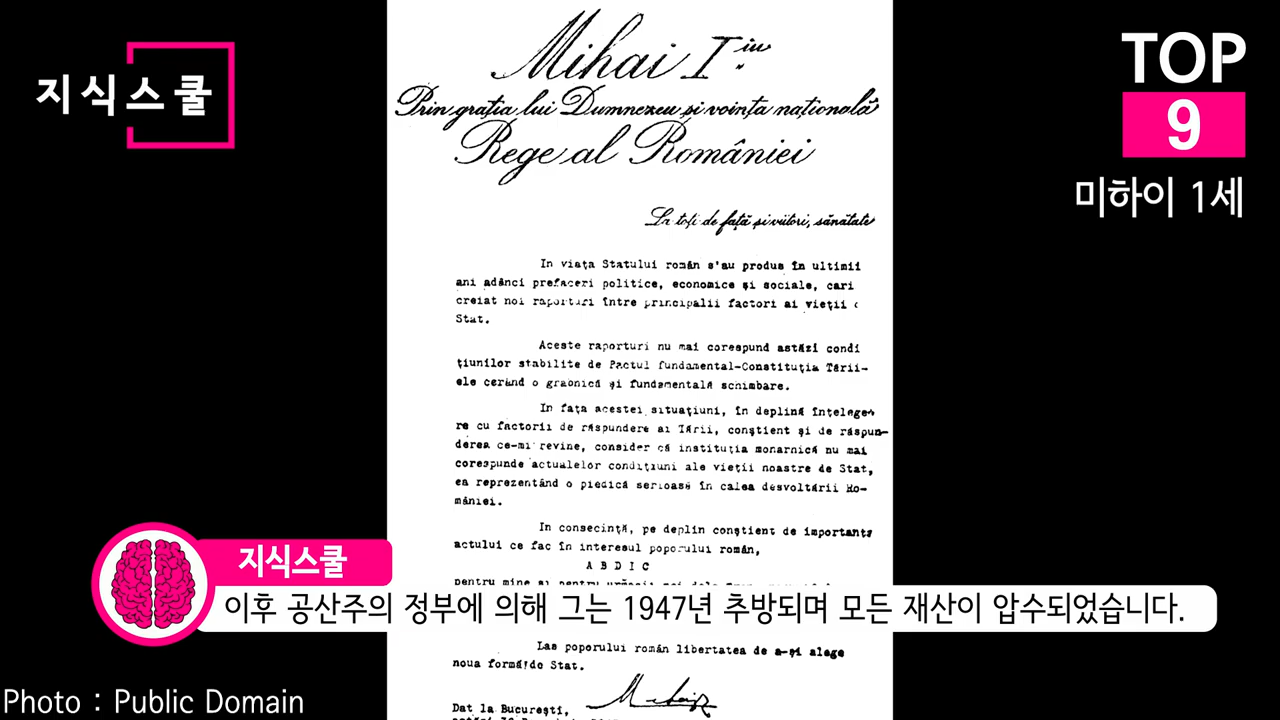 지식스쿨
TOP
9
미하이 1세
Mihai I iu
Prin grația lui Dumnezeu și voința națională
Rege al României
La toți de față și viitori, sănătate
In viața Statului român s'au produs în ultimii
ani adânci prefaceri politice, economice și sociale, cari
creiat noi raporturi între principalii factori ai vieții
Stat.
Aceste raporturi nu mai corespund astăzi condi
țiunilor stabilite de Pactul fundamental-Constituția Țării-
ele cerând o grabnică și fundamentală schimbare.
In fața acestei situațiuni, în deplină înțelege-
re cu factorii de răspundere ai Țării, conștient și de răspun-
derea ce-mi revine, consider că instituția monarhică nu mai
corespunde actualelor condițiuni ale vieții noastre de Stat,
ea reprezentând o piedică serioasă în calea desvoltării Ro-
mâniei.
In consecință, pe deplin conștient de importanța
actului ce fac în interesul poporului român,
A B D I C
pentru mine și pentru
지식스쿨
이후 공산주의 정부에 의해 그는 1947년 추방되며 모든 재산이 압수되었습니다.
Las poporului român libertatea de a-și alege
noua formă de Stat.
Mihai
Dat la București,
Photo : Public Domain